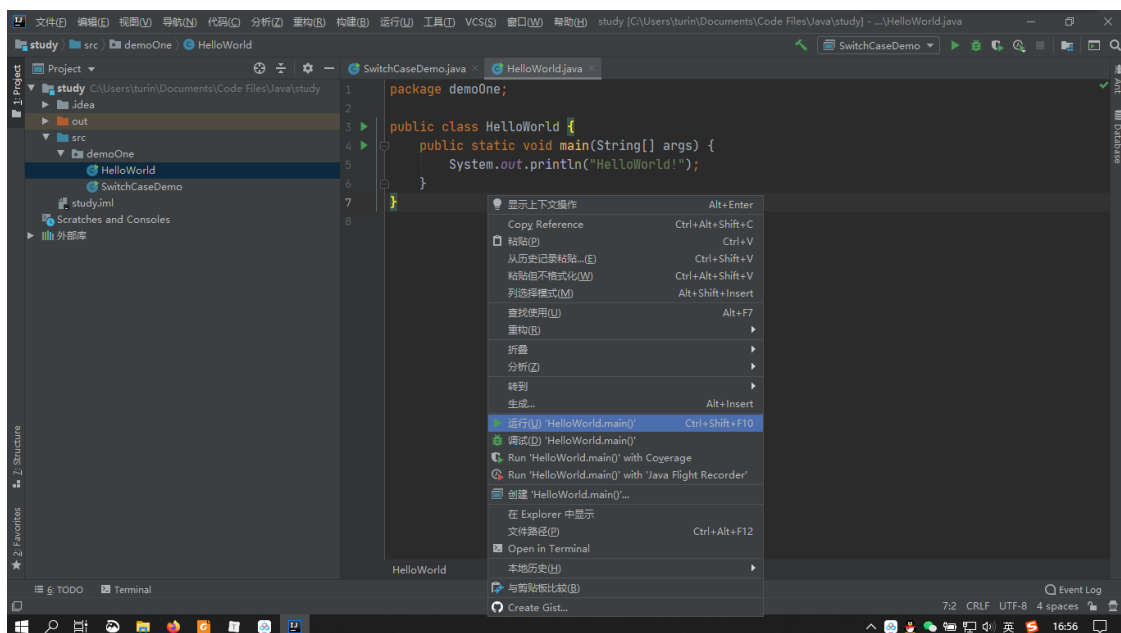 文件(F) 编辑(E) 视图(V) 导航(N) 代码(C) 分析(Z) 重构(R) 构建(B) 运行(U) 工具(T) VCS(S) 窗口(W) 帮助(H) study [C:\Users\turin\Documents\Code Files\Java\study] - ...\HelloWorld.java
study src demoOne HelloWorld
SwitchCaseDemo
1: Project
Project
study C:\Users\turin\Documents\Code Files\Java\study
.idea
out
src
demoOne
HelloWorld
SwitchCaseDemo
study.iml
Scratches and Consoles
外部库
SwitchCaseDemo.java HelloWorld.java
1 package demoOne;
2
3 public class HelloWorld {
4 public static void main(String[] args) {
5 System.out.println("HelloWorld!");
6 }
7 }
8
显示上下文操作 Alt+Enter
Copy Reference Ctrl+Alt+Shift+C
粘贴(P) Ctrl+V
从历史记录粘贴...(E) Ctrl+Shift+V
粘贴但不格式化(W) Ctrl+Alt+Shift+V
列选择模式(M) Alt+Shift+Insert
查找使用(U) Alt+F7
重构(R)
折叠
分析(Z)
转到
生成... Alt+Insert
运行(U) 'HelloWorld.main()' Ctrl+Shift+F10
调试(D) 'HelloWorld.main()'
Run 'HelloWorld.main()' with Coverage
Run 'HelloWorld.main()' with 'Java Flight Recorder'
创建 'HelloWorld.main()'...
在 Explorer 中显示
文件路径(P) Ctrl+Alt+F12
Open in Terminal
本地历史(H)
与剪贴板比较(B)
Create Gist...
Ant
Database
7: Structure
2: Favorites
HelloWorld
6: TODO Terminal
Event Log
7:2 CRLF UTF-8 4 spaces
英 16:56